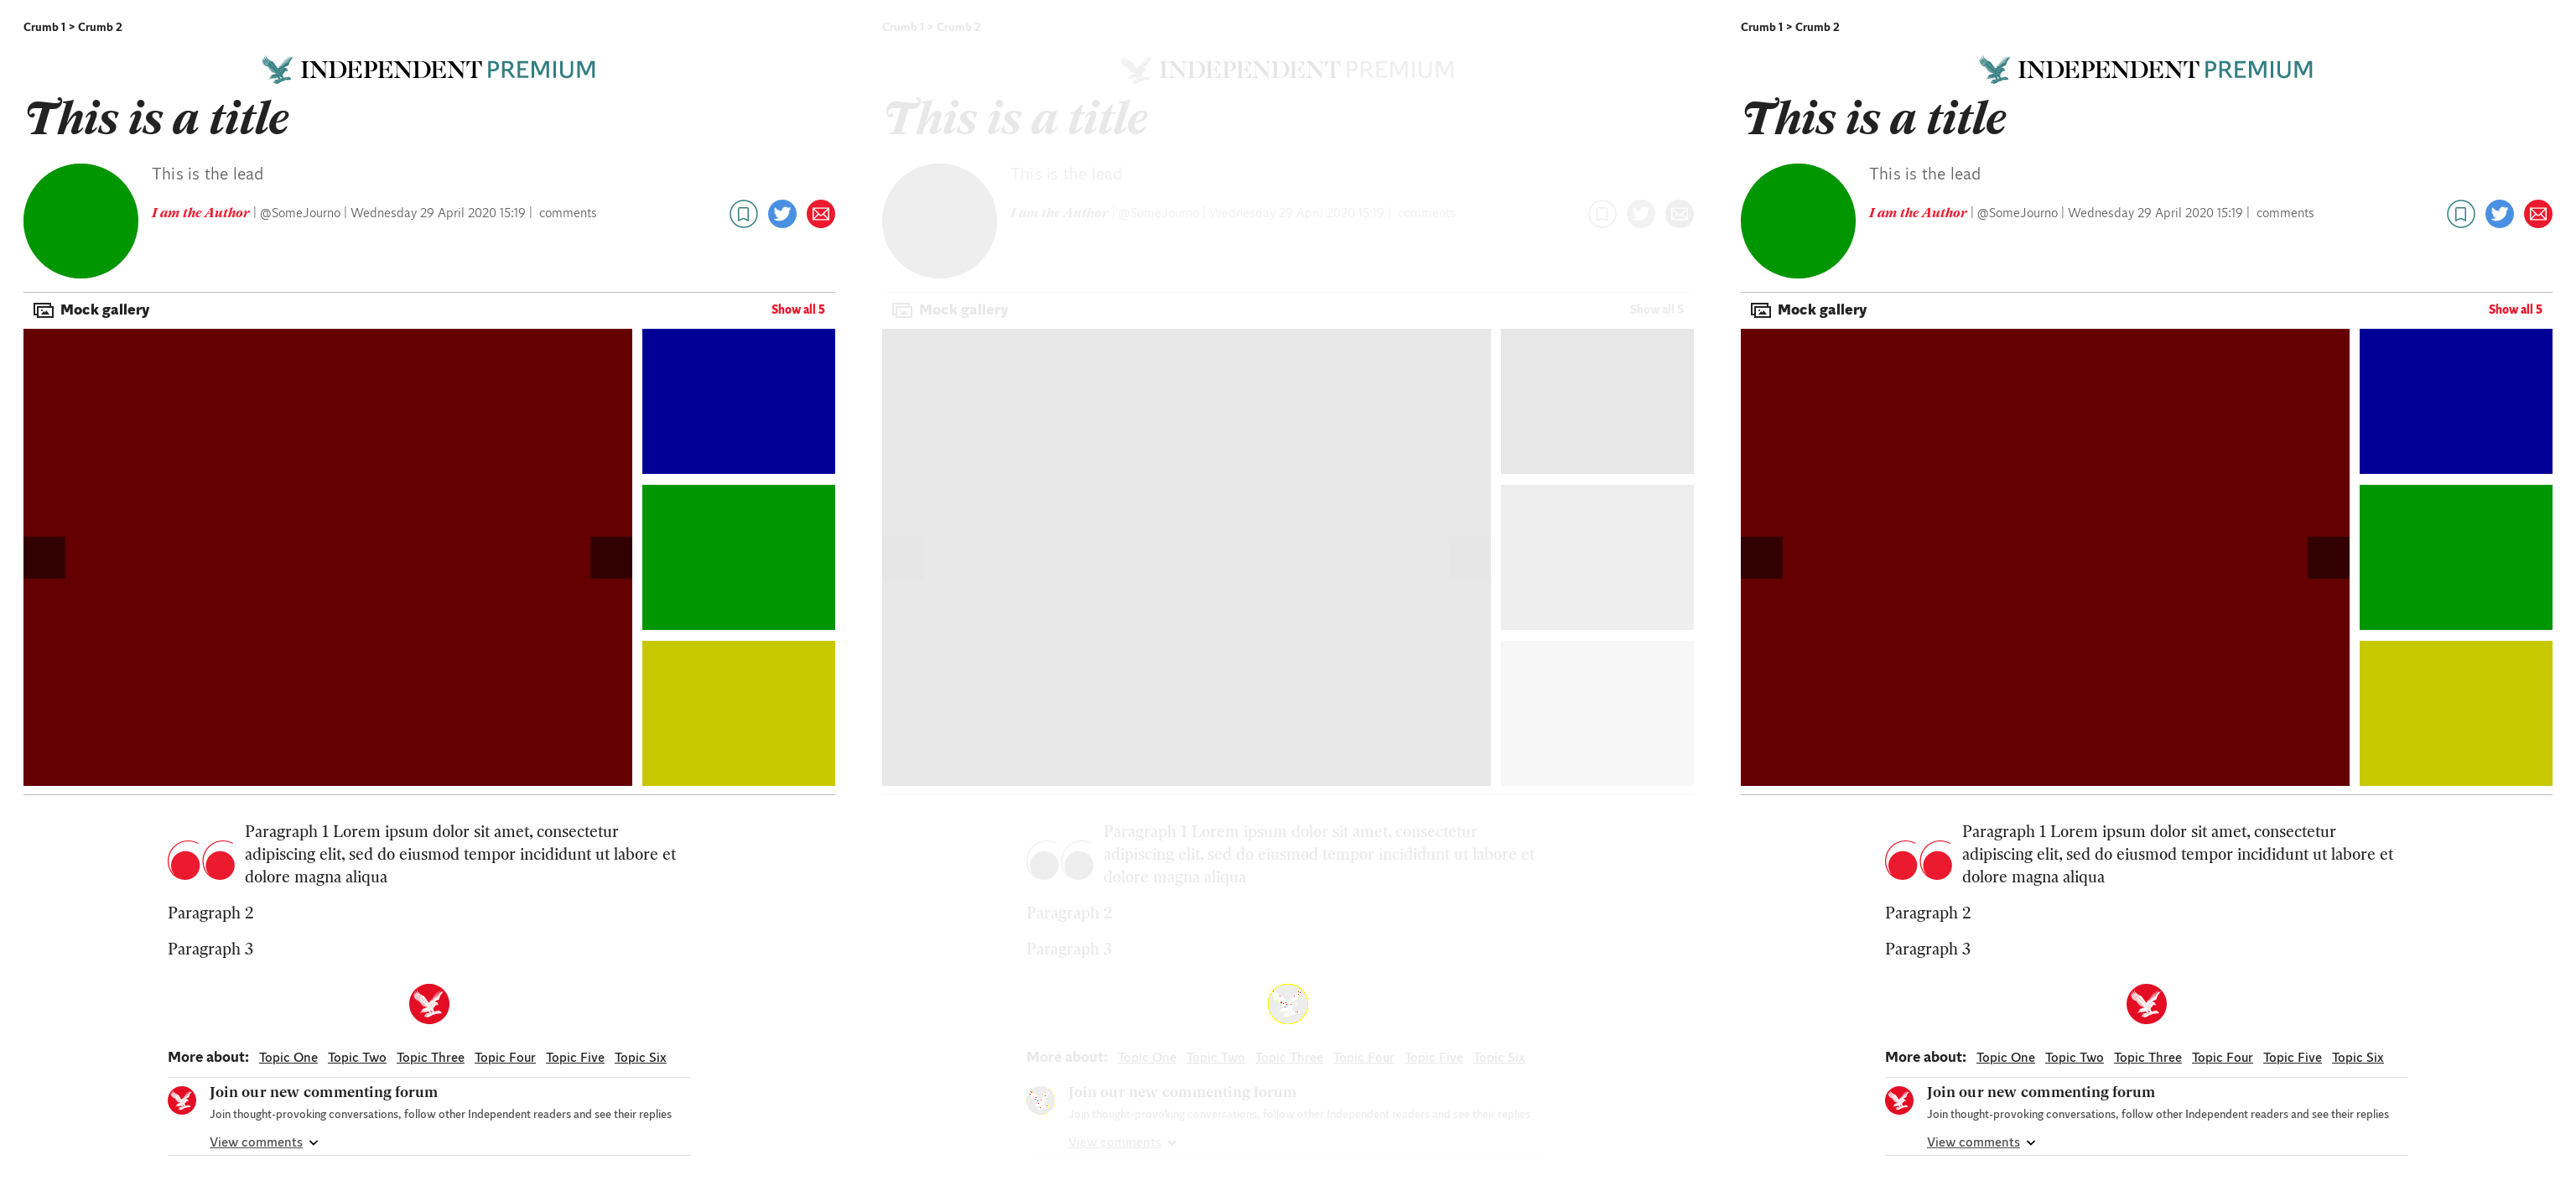 Crumb 1 > Crumb 2
INDEPENDENT PREMIUM
This is a title
This is the lead
I am the Author | @SomeJourno | Wednesday 29 April 2020 15:19 | comments
Mock gallery
Show all 5
Paragraph 1 Lorem ipsum dolor sit amet, consectetur
adipiscing elit, sed do eiusmod tempor incididunt ut labore et
dolore magna aliqua
Paragraph 2
Paragraph 3
More about: Topic One Topic Two Topic Three Topic Four Topic Five Topic Six
Join our new commenting forum
Join thought-provoking conversations, follow other Independent readers and see their replies
View comments
Crumb 1 > Crumb 2
INDEPENDENT PREMIUM
This is a title
This is the lead
I am the Author | @SomeJourno | Wednesday 29 April 2020 15:19 | comments
Mock gallery
Show all 5
Paragraph 1 Lorem ipsum dolor sit amet, consectetur
adipiscing elit, sed do eiusmod tempor incididunt ut labore et
dolore magna aliqua
Paragraph 2
Paragraph 3
More about: Topic One Topic Two Topic Three Topic Four Topic Five Topic Six
Join our new commenting forum
Join thought-provoking conversations, follow other Independent readers and see their replies
View comments
Crumb 1 > Crumb 2
INDEPENDENT PREMIUM
This is a title
This is the lead
I am the Author | @SomeJourno | Wednesday 29 April 2020 15:19 | comments
Mock gallery
Show all 5
Paragraph 1 Lorem ipsum dolor sit amet, consectetur
adipiscing elit, sed do eiusmod tempor incididunt ut labore et
dolore magna aliqua
Paragraph 2
Paragraph 3
More about: Topic One Topic Two Topic Three Topic Four Topic Five Topic Six
Join our new commenting forum
Join thought-provoking conversations, follow other Independent readers and see their replies
View comments